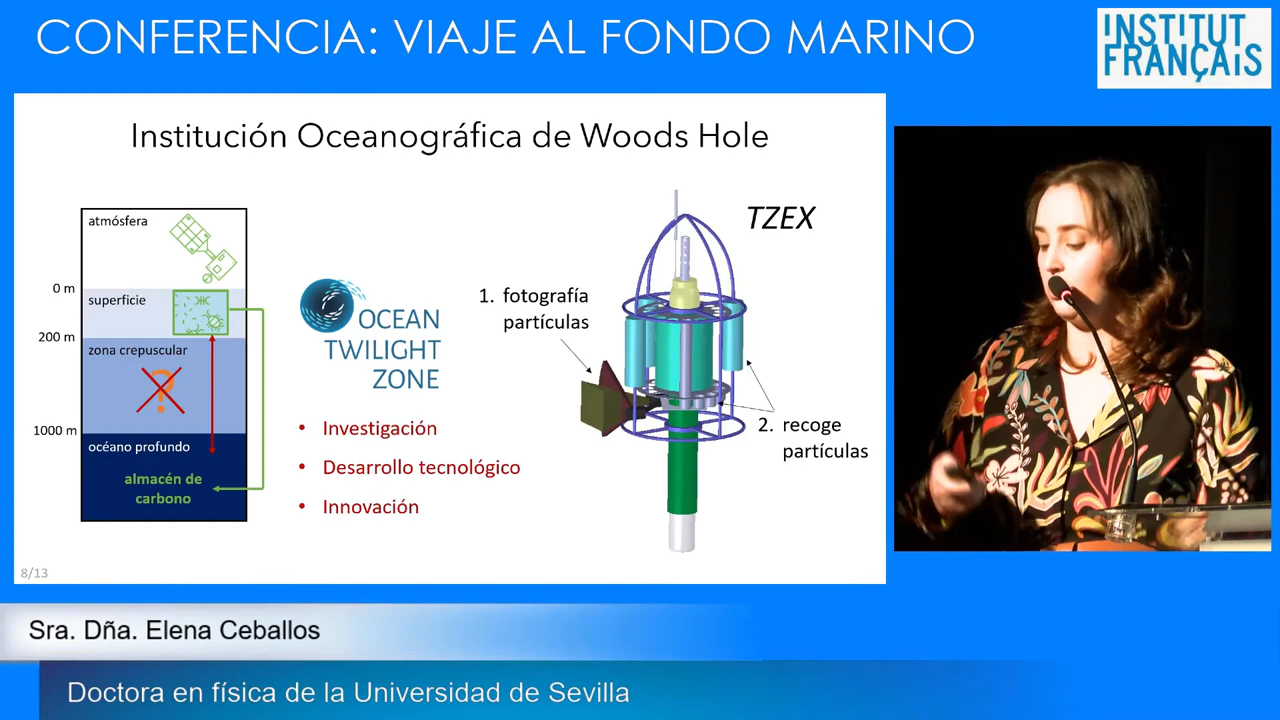 CONFERENCIA: VIAJE AL FONDO MARINO
INSTITUT
FRANÇAIS
Institución Oceanográfica de Woods Hole
atmósfera
0 m
superficie
200 m
zona crepuscular
?
1000 m
océano profundo
almacén de
carbono
OCEAN
TWILIGHT
ZONE
• Investigación
• Desarrollo tecnológico
• Innovación
TZEX
1. fotografía
partículas
2. recoge
partículas
8/13
Sra. Dña. Elena Ceballos
Doctora en física de la Universidad de Sevilla